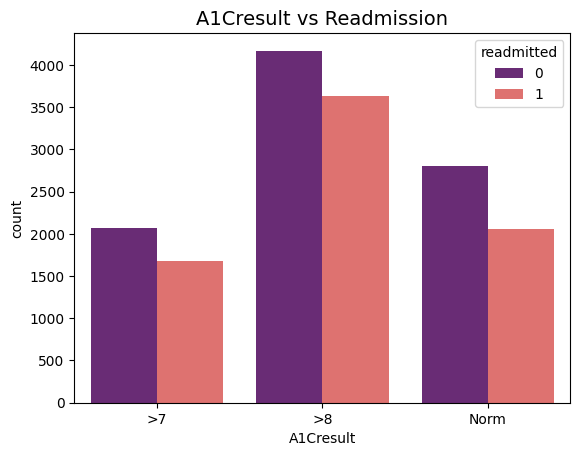 A1Cresult vs Readmission
readmitted
0
1
4000
3500
3000
2500
2000
1500
1000
500
0
count
>7
>8
Norm
A1Cresult